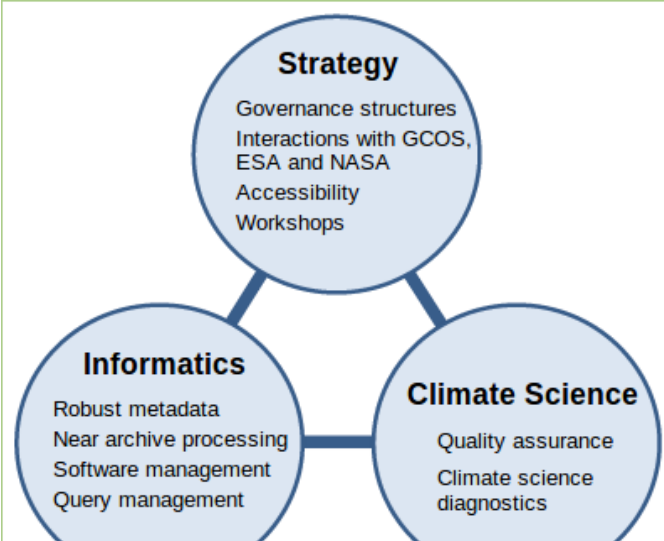 Strategy
Governance structures
Interactions with GCOS,
ESA and NASA
Accessibility
Workshops
Informatics
Robust metadata
Near archive processing
Software management
Query management
Climate Science
Quality assurance
Climate science
diagnostics